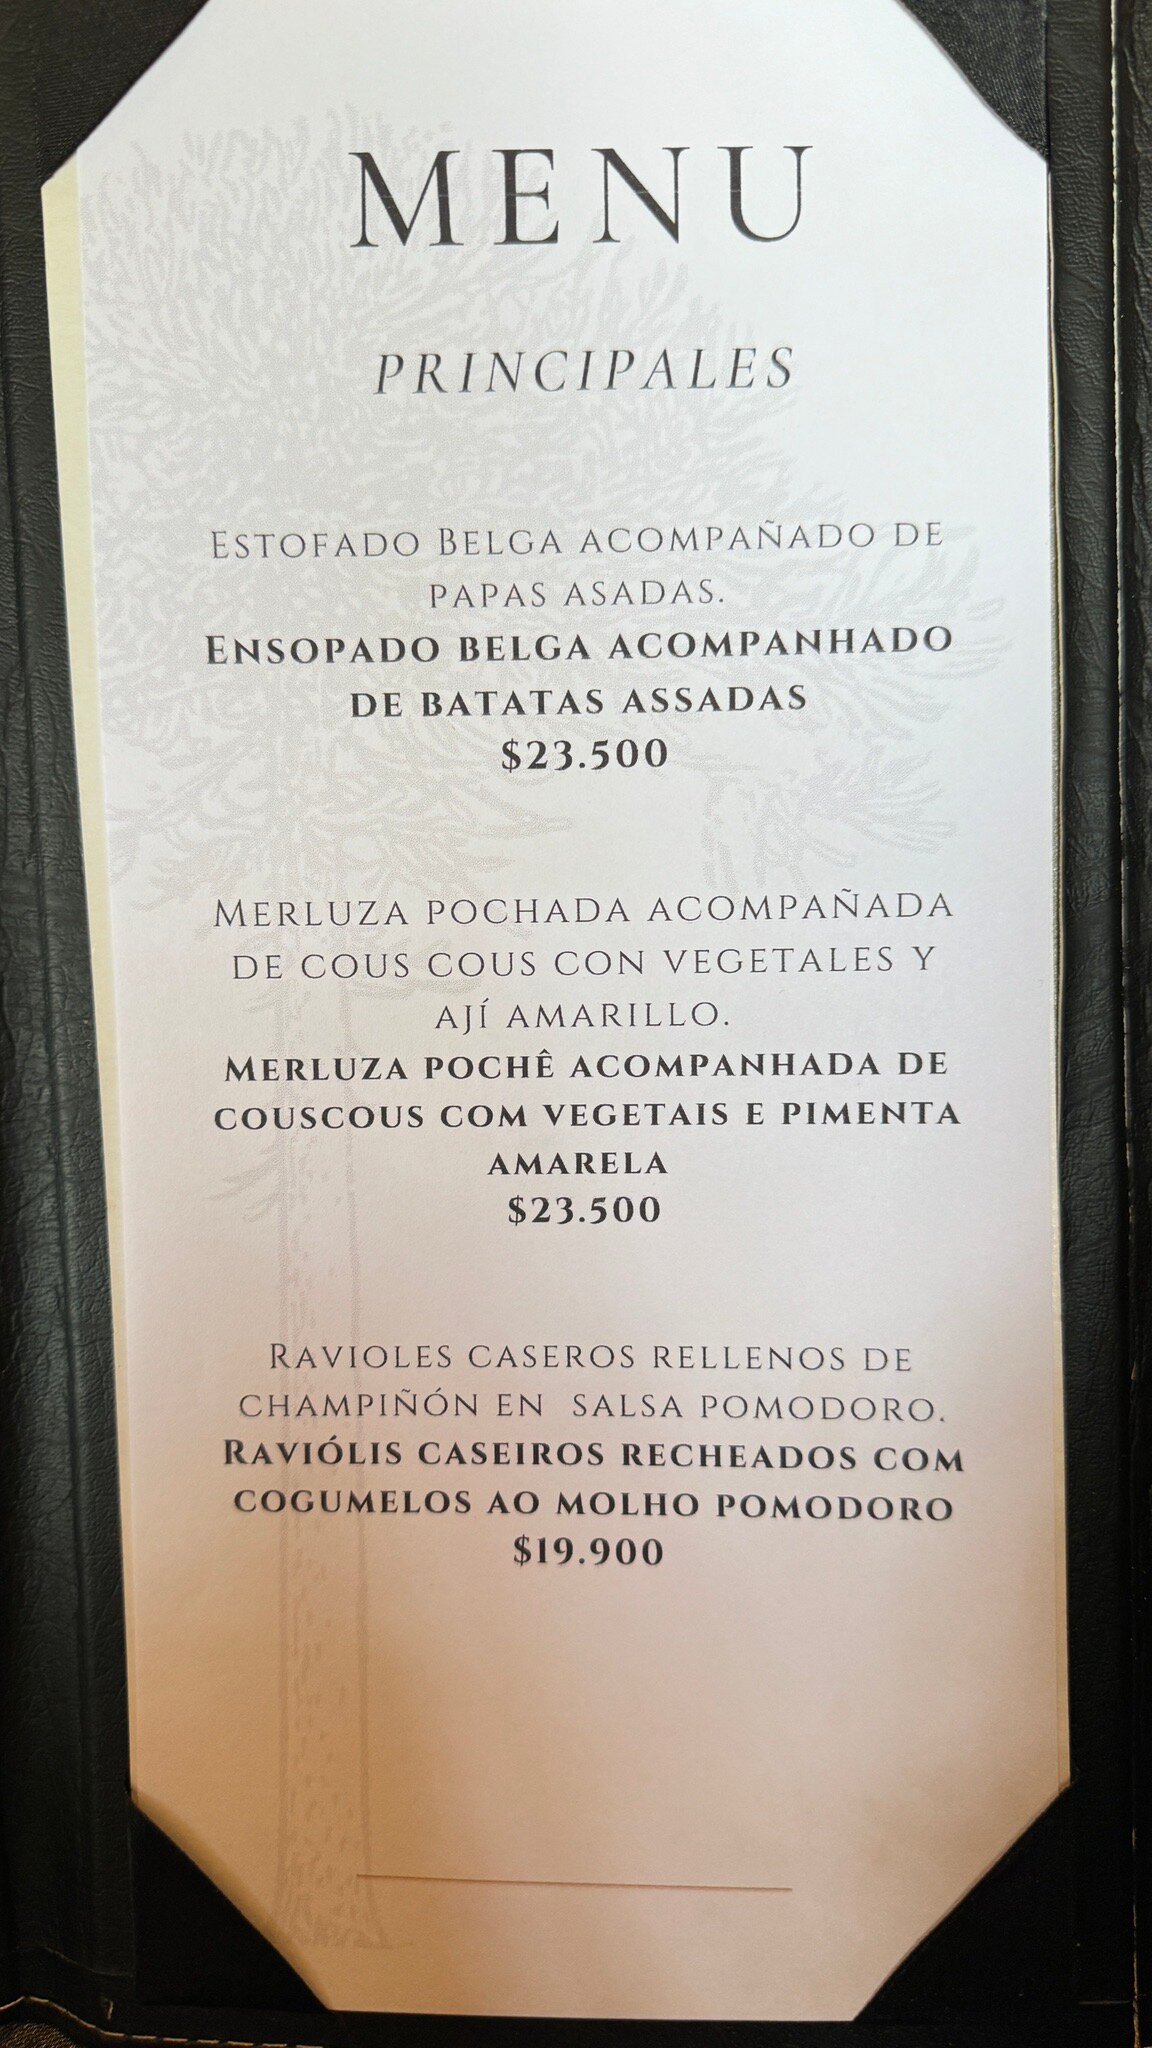 MENU
PRINCIPALES
ESTOFADO BELGA ACOMPAÑADO DE
PAPAS ASADAS.
ENSOPADO BELGA ACOMPANHADO
DE BATATAS ASSADAS
$23.500
MERLUZA POCHADA ACOMPAÑADA
DE COUS COUS CON VEGETALES Y
AJÍ AMARILLO.
MERLUZA POCHÊ ACOMPANHADA DE
COUSCOUS COM VEGETAIS E PIMENTA
AMARELA
$23.500
RAVIOLES CASEROS RELLENOS DE
CHAMPIÑÓN EN SALSA POMODORO.
RAVIÓLIS CASEIROS RECHEADOS COM
COGUMELOS AO MOLHO POMODORO
$19.900